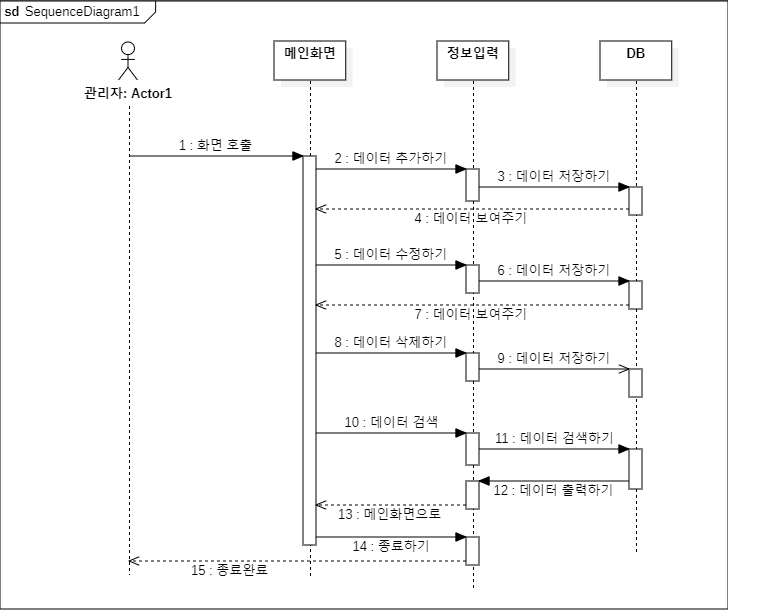 sd SequenceDiagram1
메인화면
정보입력
DB
관리자: Actor1
1 : 화면 호출
2 : 데이터 추가하기
3 : 데이터 저장하기
4 : 데이터 보여주기
5 : 데이터 수정하기
6 : 데이터 저장하기
7 : 데이터 보여주기
8 : 데이터 삭제하기
9 : 데이터 저장하기
10 : 데이터 검색
11 : 데이터 검색하기
12 : 데이터 출력하기
13 : 메인화면으로
14 : 종료하기
15 : 종료완료